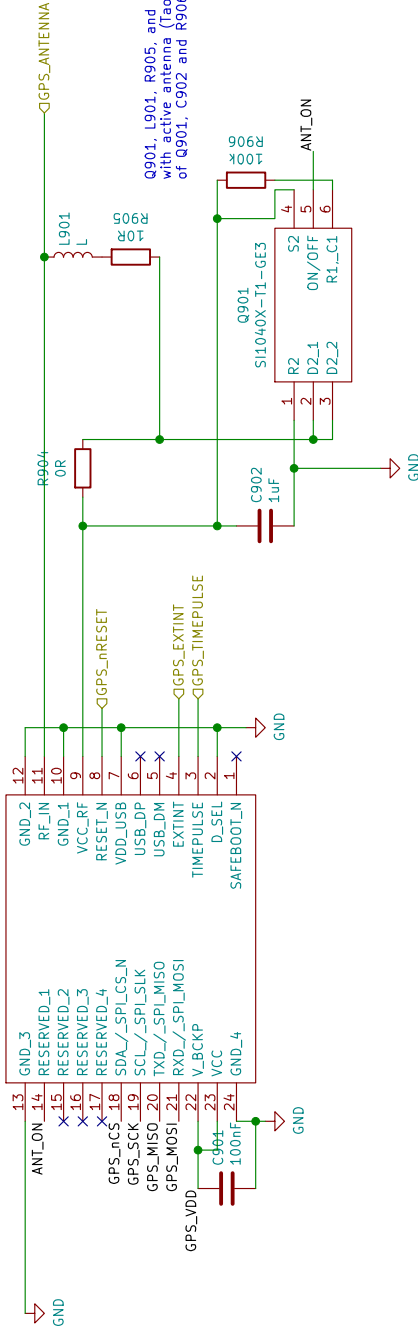 GPS_ANTENNA
Q901, L901, R905, and
with active antenna (Tao
of Q901, C902 and R906
L901
L
R905
10R
R906
100k
ANT_ON
Q901
SI1040X-T1-GE3
S2
ON/OFF
R1,_C1
4
5
6
R2
D2_1
D2_2
1
2
3
R904
0R
C902
1uF
GND
GPS_nRESET
GPS_EXTINT
GPS_TIMEPULSE
GND
12
11
10
9
8
7
6
5
4
3
2
1
GND_2
RF_IN
GND_1
VCC_RF
RESET_N
VDD_USB
USB_DP
USB_DM
EXTINT
TIMEPULSE
D_SEL
SAFEBOOT_N
GND_3
RESERVED_1
RESERVED_2
RESERVED_3
RESERVED_4
SDA_/_SPI_CS_N
SCL_/_SPI_SLK
TXD_/_SPI_MISO
RXD_/_SPI_MOSI
V_BCKP
VCC
GND_4
13
14
15
16
17
18
19
20
21
22
23
24
ANT_ON
GPS_nCS
GPS_SCK
GPS_MISO
GPS_MOSI
GPS_VDD
C901
100nF
GND
GND